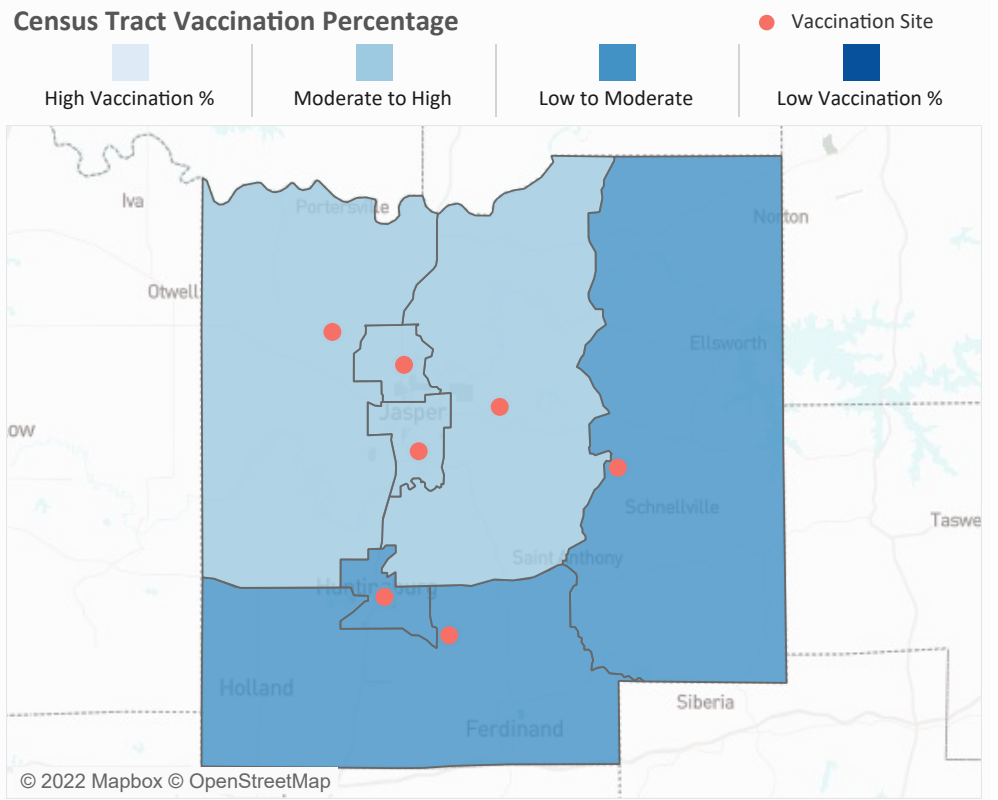 Census Tract Vaccination Percentage
Vaccination Site
High Vaccination %
Moderate to High
Low to Moderate
Low Vaccination %
Iva
Portersville
Norton
Otwell
Ellsworth
Jasper
ow
Schnellville
Taswe
Saint Anthony
Huntingburg
Holland
Siberia
Ferdinand
© 2022 Mapbox © OpenStreetMap